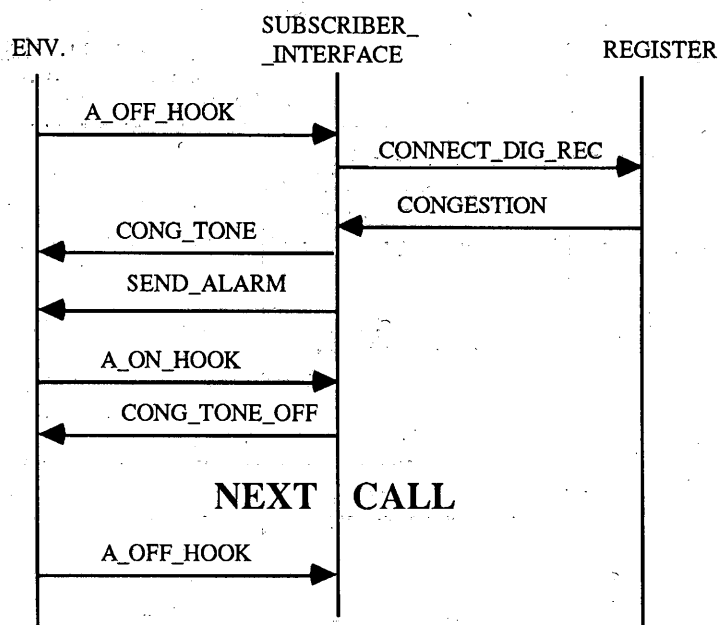 ENV.
SUBSCRIBER_
_INTERFACE
REGISTER
A_OFF_HOOK
CONNECT_DIG_REC
CONGESTION
CONG_TONE
SEND_ALARM
A_ON_HOOK
CONG_TONE_OFF
NEXT CALL
A_OFF_HOOK